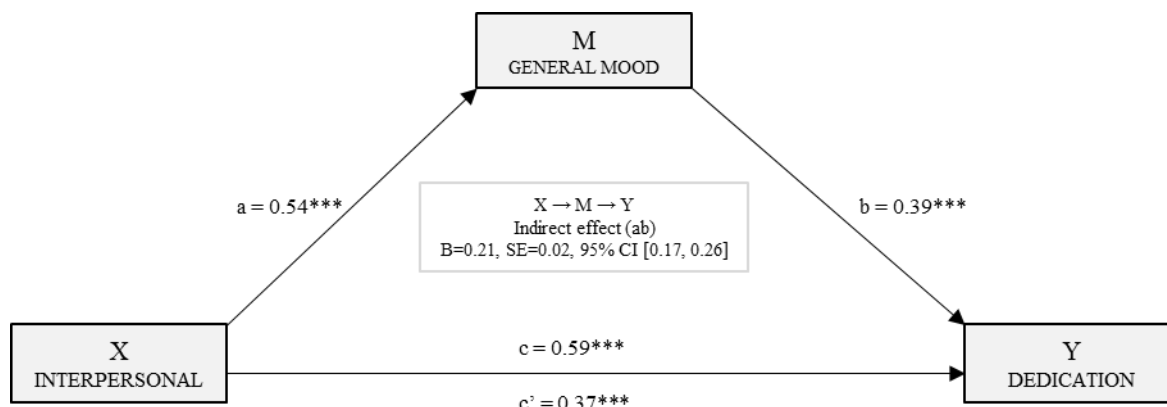 M
GENERAL MOOD
a = 0.54***
X → M → Y
Indirect effect (ab)
B=0.21, SE=0.02, 95% CI [0.17, 0.26]
b = 0.39***
X
INTERPERSONAL
c = 0.59***
c’ = 0.37***
Y
DEDICATION